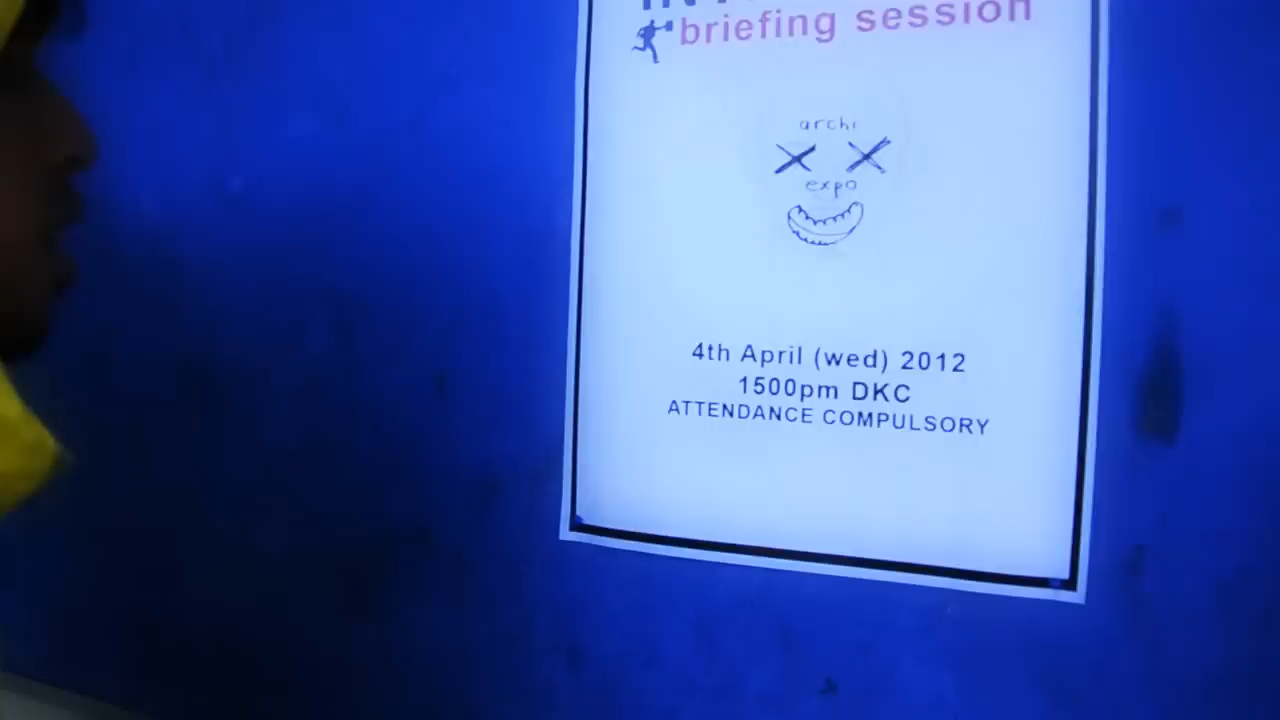 briefing session
archi
expo
4th April (wed) 2012
1500pm DKC
ATTENDANCE COMPULSORY